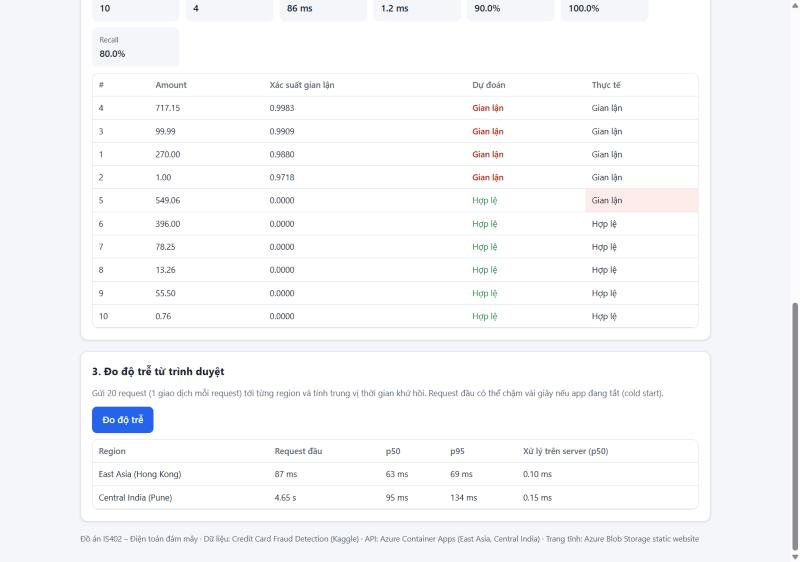 10 4 86 ms 1.2 ms 90.0% 100.0%
Recall
80.0%
# Amount Xác suất gian lận Dự đoán Thực tế
4 717.15 0.9983 Gian lận Gian lận
3 99.99 0.9909 Gian lận Gian lận
1 270.00 0.9880 Gian lận Gian lận
2 1.00 0.9718 Gian lận Gian lận
5 549.06 0.0000 Hợp lệ Gian lận
6 396.00 0.0000 Hợp lệ Hợp lệ
7 78.25 0.0000 Hợp lệ Hợp lệ
8 13.26 0.0000 Hợp lệ Hợp lệ
9 55.50 0.0000 Hợp lệ Hợp lệ
10 0.76 0.0000 Hợp lệ Hợp lệ
3. Đo độ trễ từ trình duyệt
Gửi 20 request (1 giao dịch mỗi request) tới từng region và tính trung vị thời gian khứ hồi. Request đầu có thể chậm vài giây nếu app đang tắt (cold start).
Đo độ trễ
Region Request đầu p50 p95 Xử lý trên server (p50)
East Asia (Hong Kong) 87 ms 63 ms 69 ms 0.10 ms
Central India (Pune) 4.65 s 95 ms 134 ms 0.15 ms
Đồ án IS402 – Điện toán đám mây · Dữ liệu: Credit Card Fraud Detection (Kaggle) · API: Azure Container Apps (East Asia, Central India) · Trang tĩnh: Azure Blob Storage static website